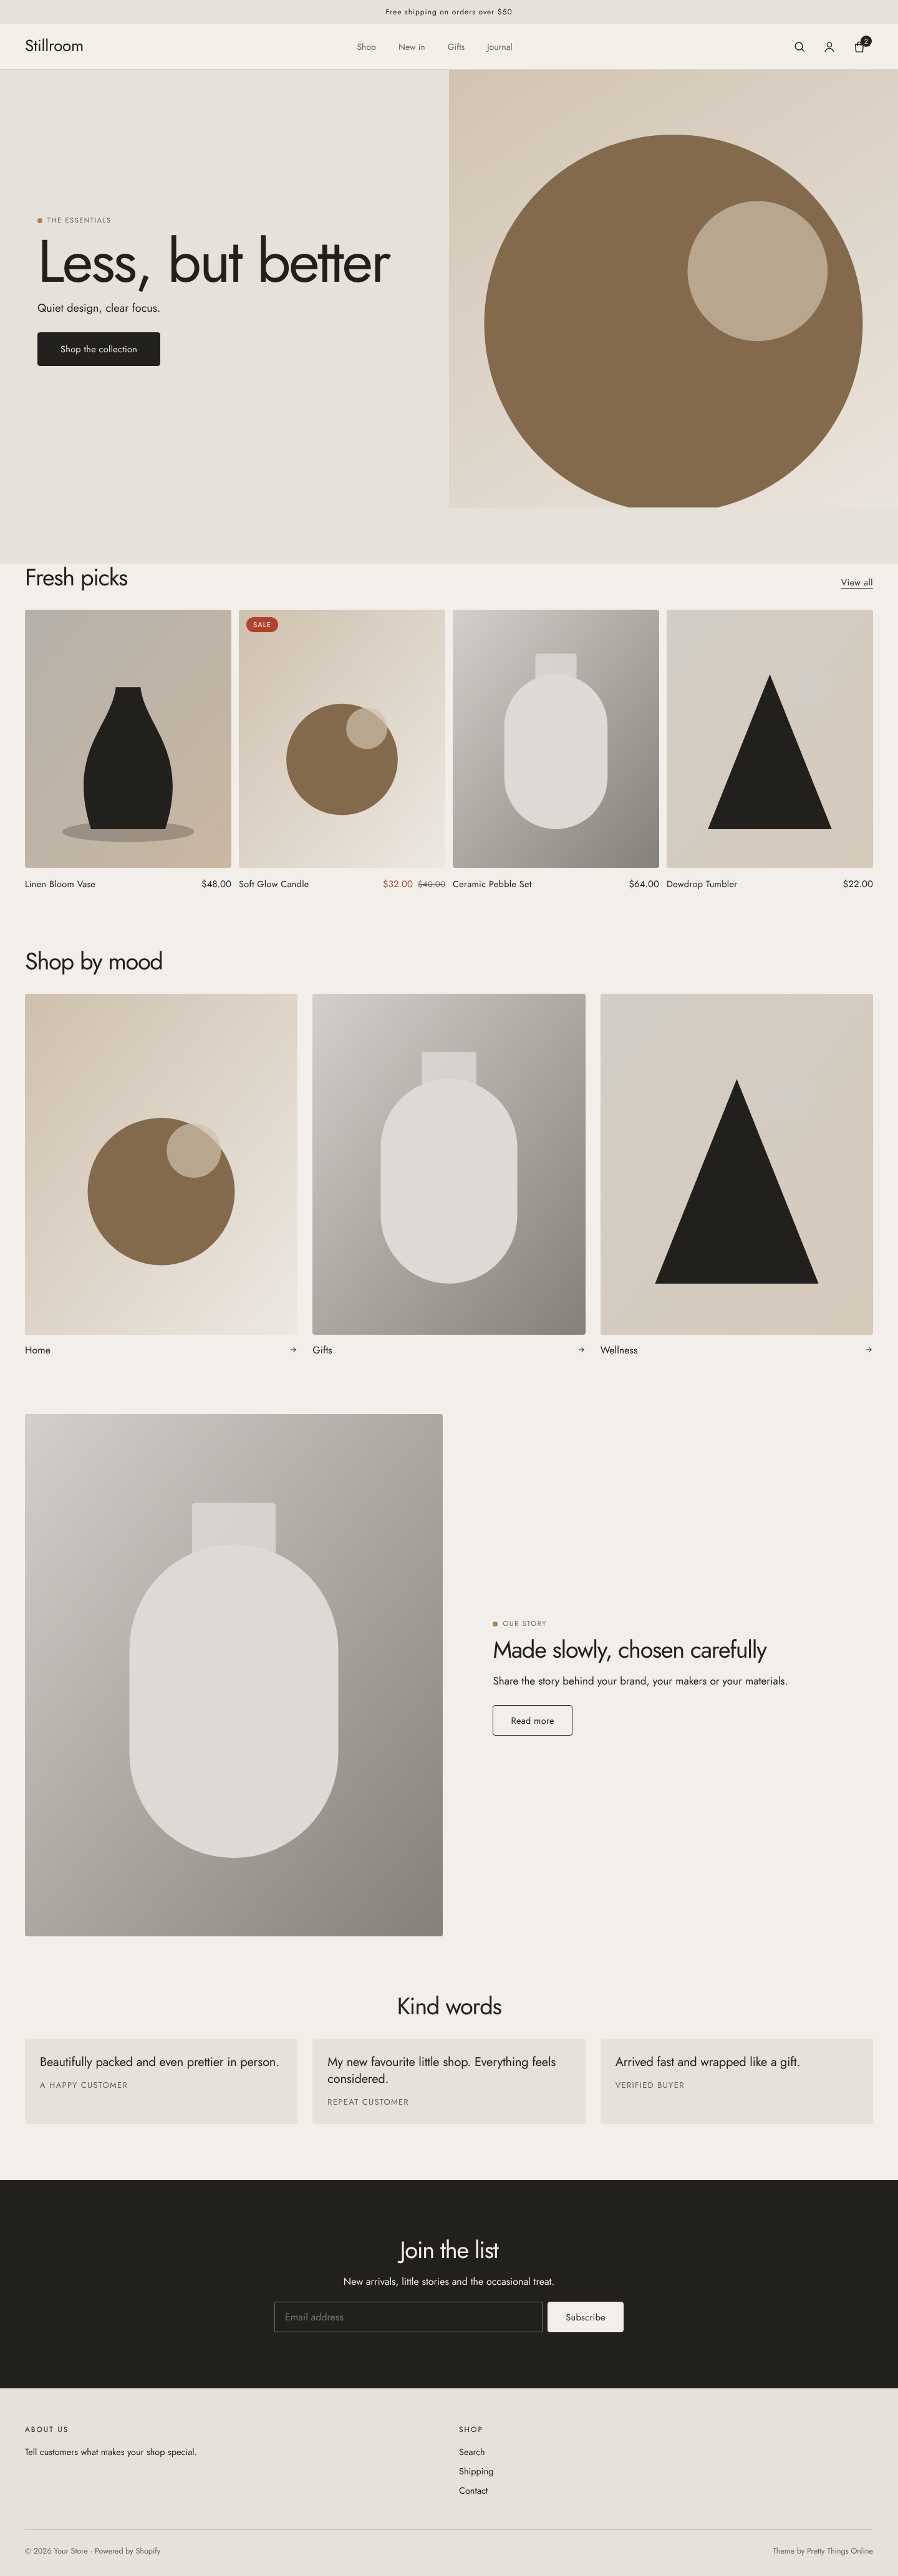 Free shipping on orders over $50
Stillroom
Shop
New in
Gifts
Journal
2
THE ESSENTIALS
Less, but better
Quiet design, clear focus.
Shop the collection
Fresh picks
View all
SALE
Linen Bloom Vase
$48.00
Soft Glow Candle
$32.00 $40.00
Ceramic Pebble Set
$64.00
Dewdrop Tumbler
$22.00
Shop by mood
Home →
Gifts →
Wellness →
OUR STORY
Made slowly, chosen carefully
Share the story behind your brand, your makers or your materials.
Read more
Kind words
Beautifully packed and even prettier in person.
A HAPPY CUSTOMER
My new favourite little shop. Everything feels
considered.
REPEAT CUSTOMER
Arrived fast and wrapped like a gift.
VERIFIED BUYER
Join the list
New arrivals, little stories and the occasional treat.
Email address
Subscribe
ABOUT US
Tell customers what makes your shop special.
SHOP
Search
Shipping
Contact
© 2026 Your Store · Powered by Shopify
Theme by Pretty Things Online